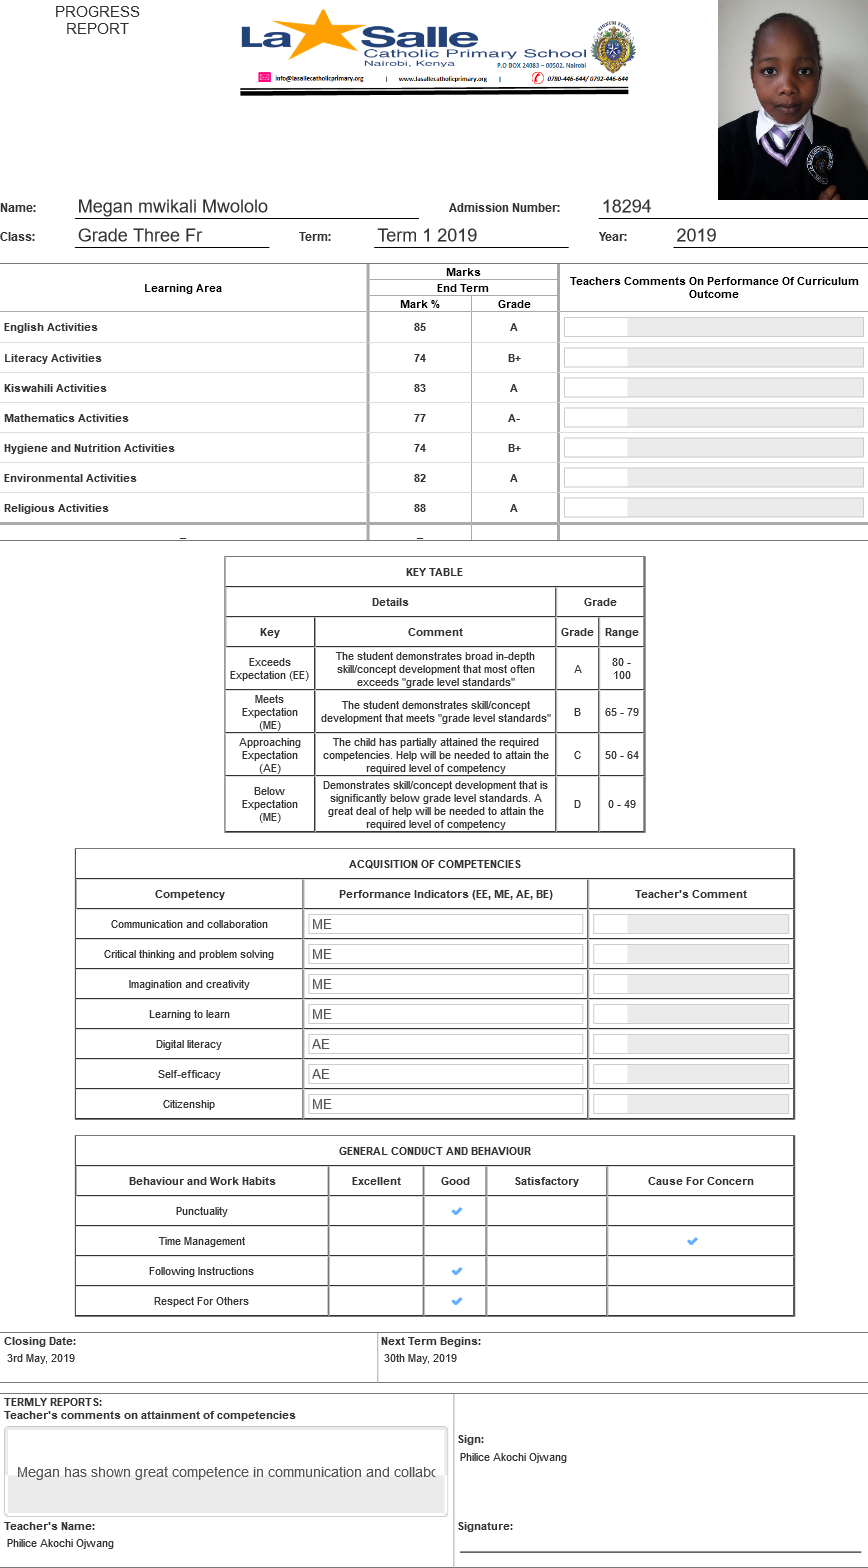 PROGRESS
REPORT
La Salle
Catholic Primary School
Nairobi, Kenya
P.O BOX 24083 – 00502, Nairobi
info@lasallecatholicprimary.org | www.lasallecatholicprimary.org | 0780-446-644/ 0792-446-644
Name: Megan mwikali Mwololo Admission Number: 18294
Class: Grade Three Fr Term: Term 1 2019 Year: 2019
Learning Area Marks Teachers Comments On Performance Of Curriculum Outcome
End Term
Mark % Grade
English Activities 85 A
Literacy Activities 74 B+
Kiswahili Activities 83 A
Mathematics Activities 77 A-
Hygiene and Nutrition Activities 74 B+
Environmental Activities 82 A
Religious Activities 88 A
_ _
KEY TABLE
Details Grade
Key Comment Grade Range
Exceeds Expectation (EE) The student demonstrates broad in-depth skill/concept development that most often exceeds "grade level standards" A 80 - 100
Meets Expectation (ME) The student demonstrates skill/concept development that meets "grade level standards" B 65 - 79
Approaching Expectation (AE) The child has partially attained the required competencies. Help will be needed to attain the required level of competency C 50 - 64
Below Expectation (ME) Demonstrates skill/concept development that is significantly below grade level standards. A great deal of help will be needed to attain the required level of competency D 0 - 49
ACQUISITION OF COMPETENCIES
Competency Performance Indicators (EE, ME, AE, BE) Teacher's Comment
Communication and collaboration ME
Critical thinking and problem solving ME
Imagination and creativity ME
Learning to learn ME
Digital literacy AE
Self-efficacy AE
Citizenship ME
GENERAL CONDUCT AND BEHAVIOUR
Behaviour and Work Habits Excellent Good Satisfactory Cause For Concern
Punctuality
Time Management
Following Instructions
Respect For Others
Closing Date: Next Term Begins:
3rd May, 2019 30th May, 2019
TERMLY REPORTS:
Teacher's comments on attainment of competencies
Sign:
Philice Akochi Ojwang
Megan has shown great competence in communication and collabo
Teacher's Name: Signature:
Philice Akochi Ojwang